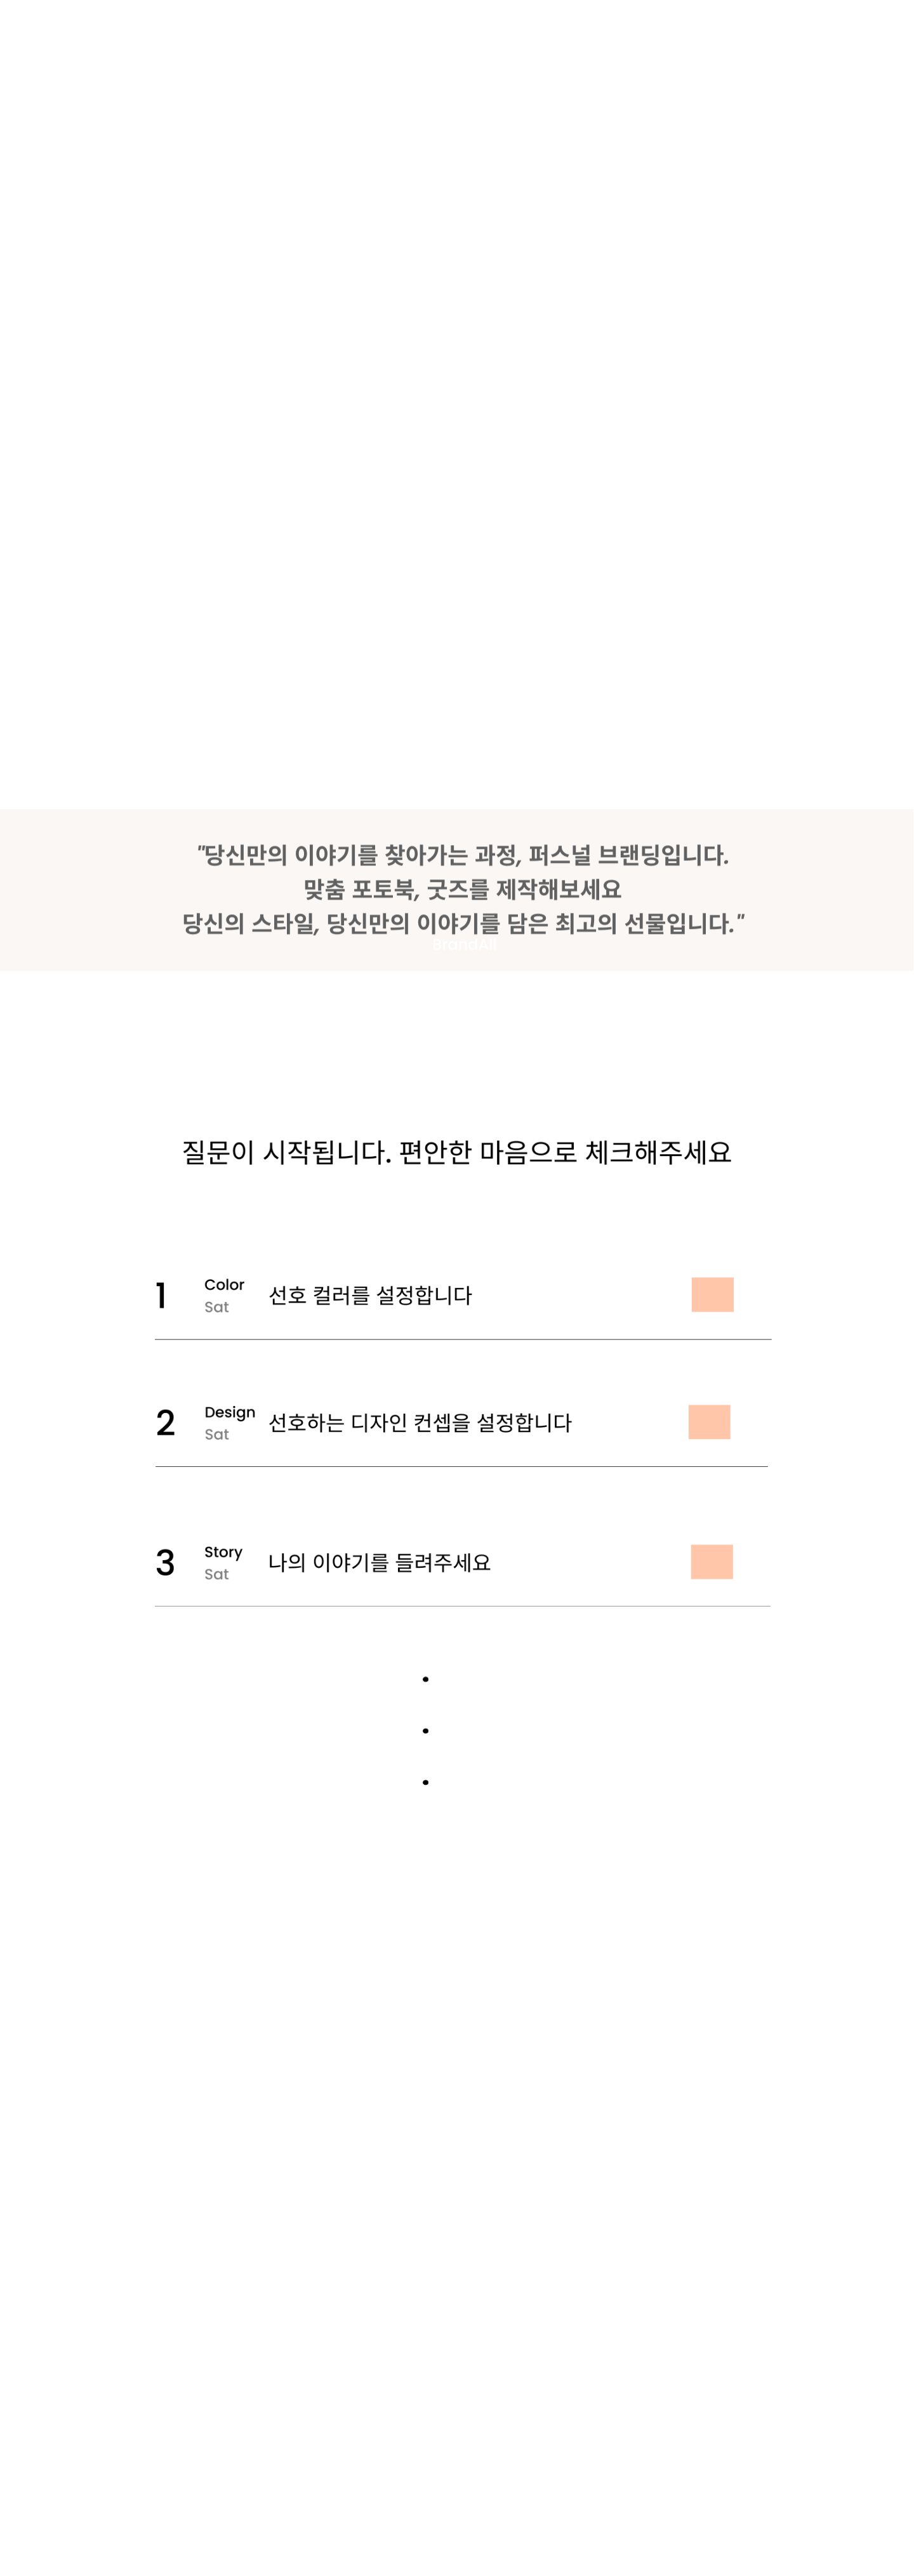 "당신만의 이야기를 찾아가는 과정, 퍼스널 브랜딩입니다.
맞춤 포토북, 굿즈를 제작해보세요
당신의 스타일, 당신만의 이야기를 담은 최고의 선물입니다."
BrandAll
질문이 시작됩니다. 편안한 마음으로 체크해주세요
1 Color 선호 컬러를 설정합니다
Sat
2 Design 선호하는 디자인 컨셉을 설정합니다
Sat
3 Story 나의 이야기를 들려주세요
Sat